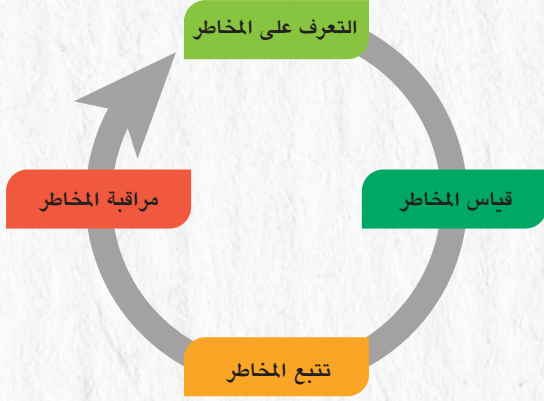 التعرف على المخاطر
قياس المخاطر
تتبع المخاطر
مراقبة المخاطر